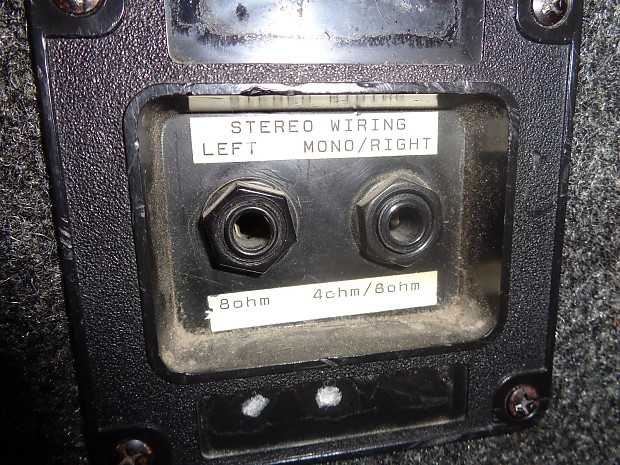 STEREO WIRING
LEFT MONO/RIGHT
8ohm 4ohm/8ohm